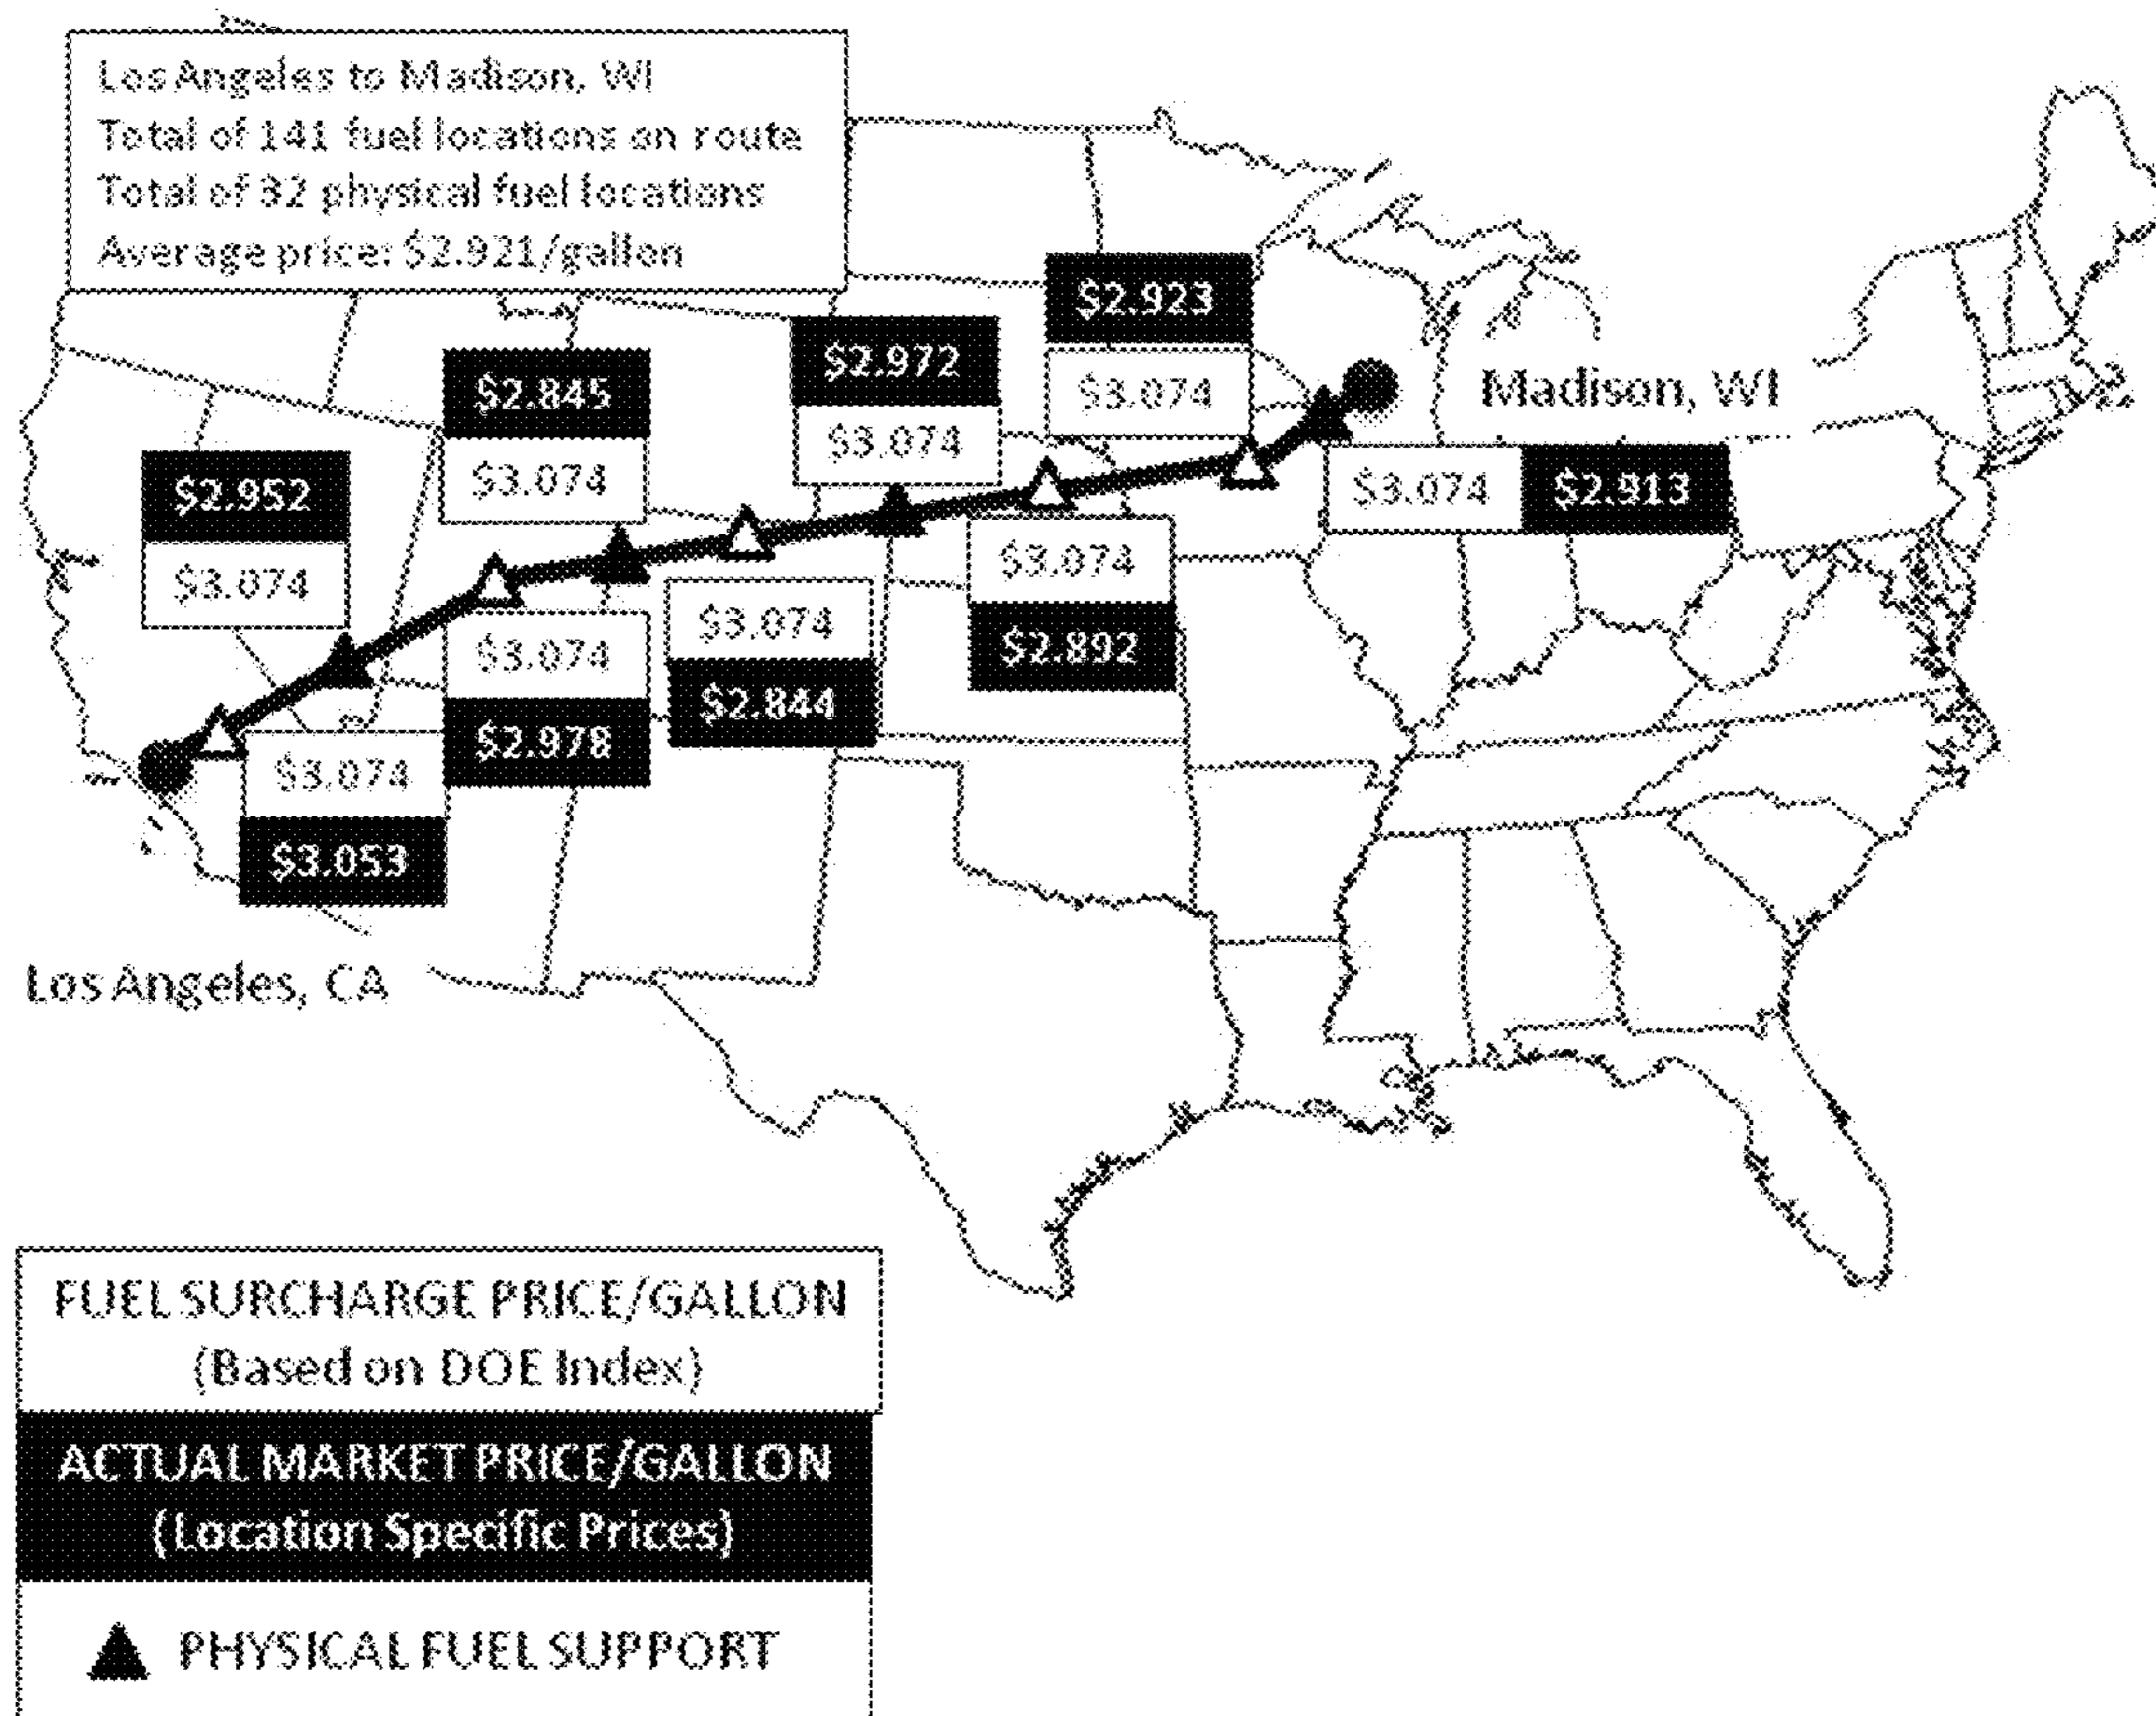 Los Angeles to Madison, WI
Total of 141 fuel locations on route
Total of 32 physical fuel locations
Average price: $2.921/gallon
$2.923
$3.074
$2.972
$3.074
$2.845
$3.074
Madison, WI
$2.952
$3.074
$3.074 $2.913
$3.074
$2.892
$3.074
$2.844
$3.074
$2.978
$3.074
$3.053
Los Angeles, CA
FUEL SURCHARGE PRICE/GALLON
(Based on DOE Index)
ACTUAL MARKET PRICE/GALLON
(Location Specific Prices)
PHYSICAL FUEL SUPPORT